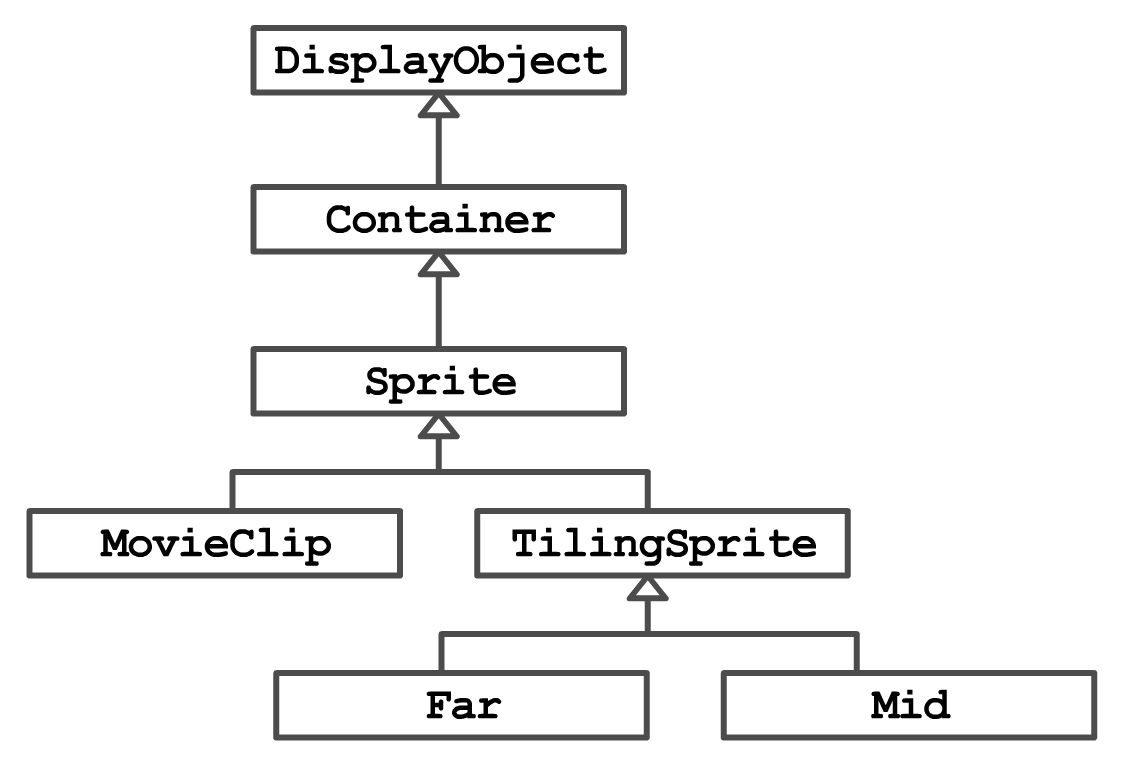 DisplayObject
Container
Sprite
MovieClip
TilingSprite
Far
Mid